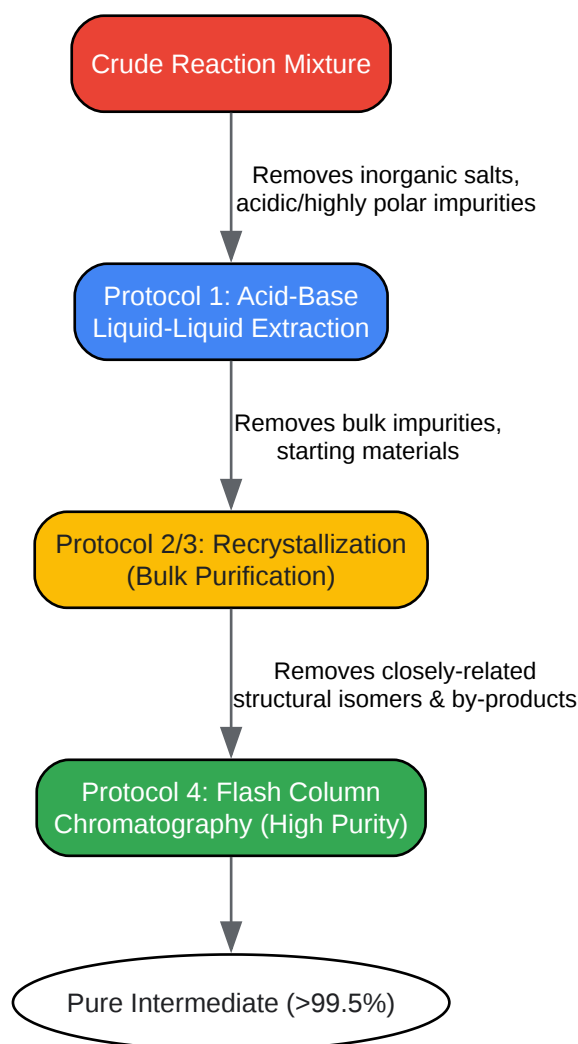 Crude Reaction Mixture
Removes inorganic salts,
acidic/highly polar impurities
Protocol 1: Acid-Base
Liquid-Liquid Extraction
Removes bulk impurities,
starting materials
Protocol 2/3: Recrystallization
(Bulk Purification)
Removes closely-related
structural isomers & by-products
Protocol 4: Flash Column
Chromatography (High Purity)
Pure Intermediate (>99.5%)